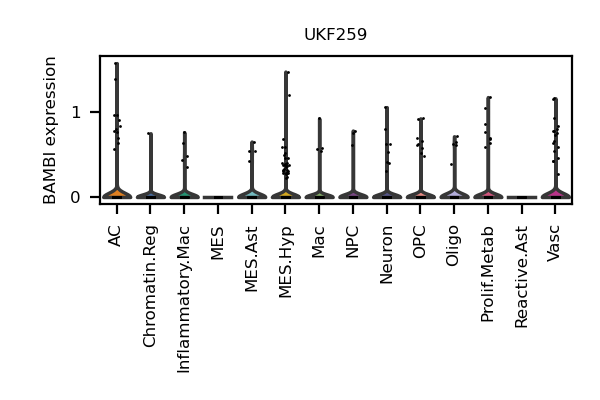 UKF259
BAMBI expression
1
0
AC
Chromatin.Reg
Inflammatory.Mac
MES
MES.Ast
MES.Hyp
Mac
NPC
Neuron
OPC
Oligo
Prolif.Metab
Reactive.Ast
Vasc